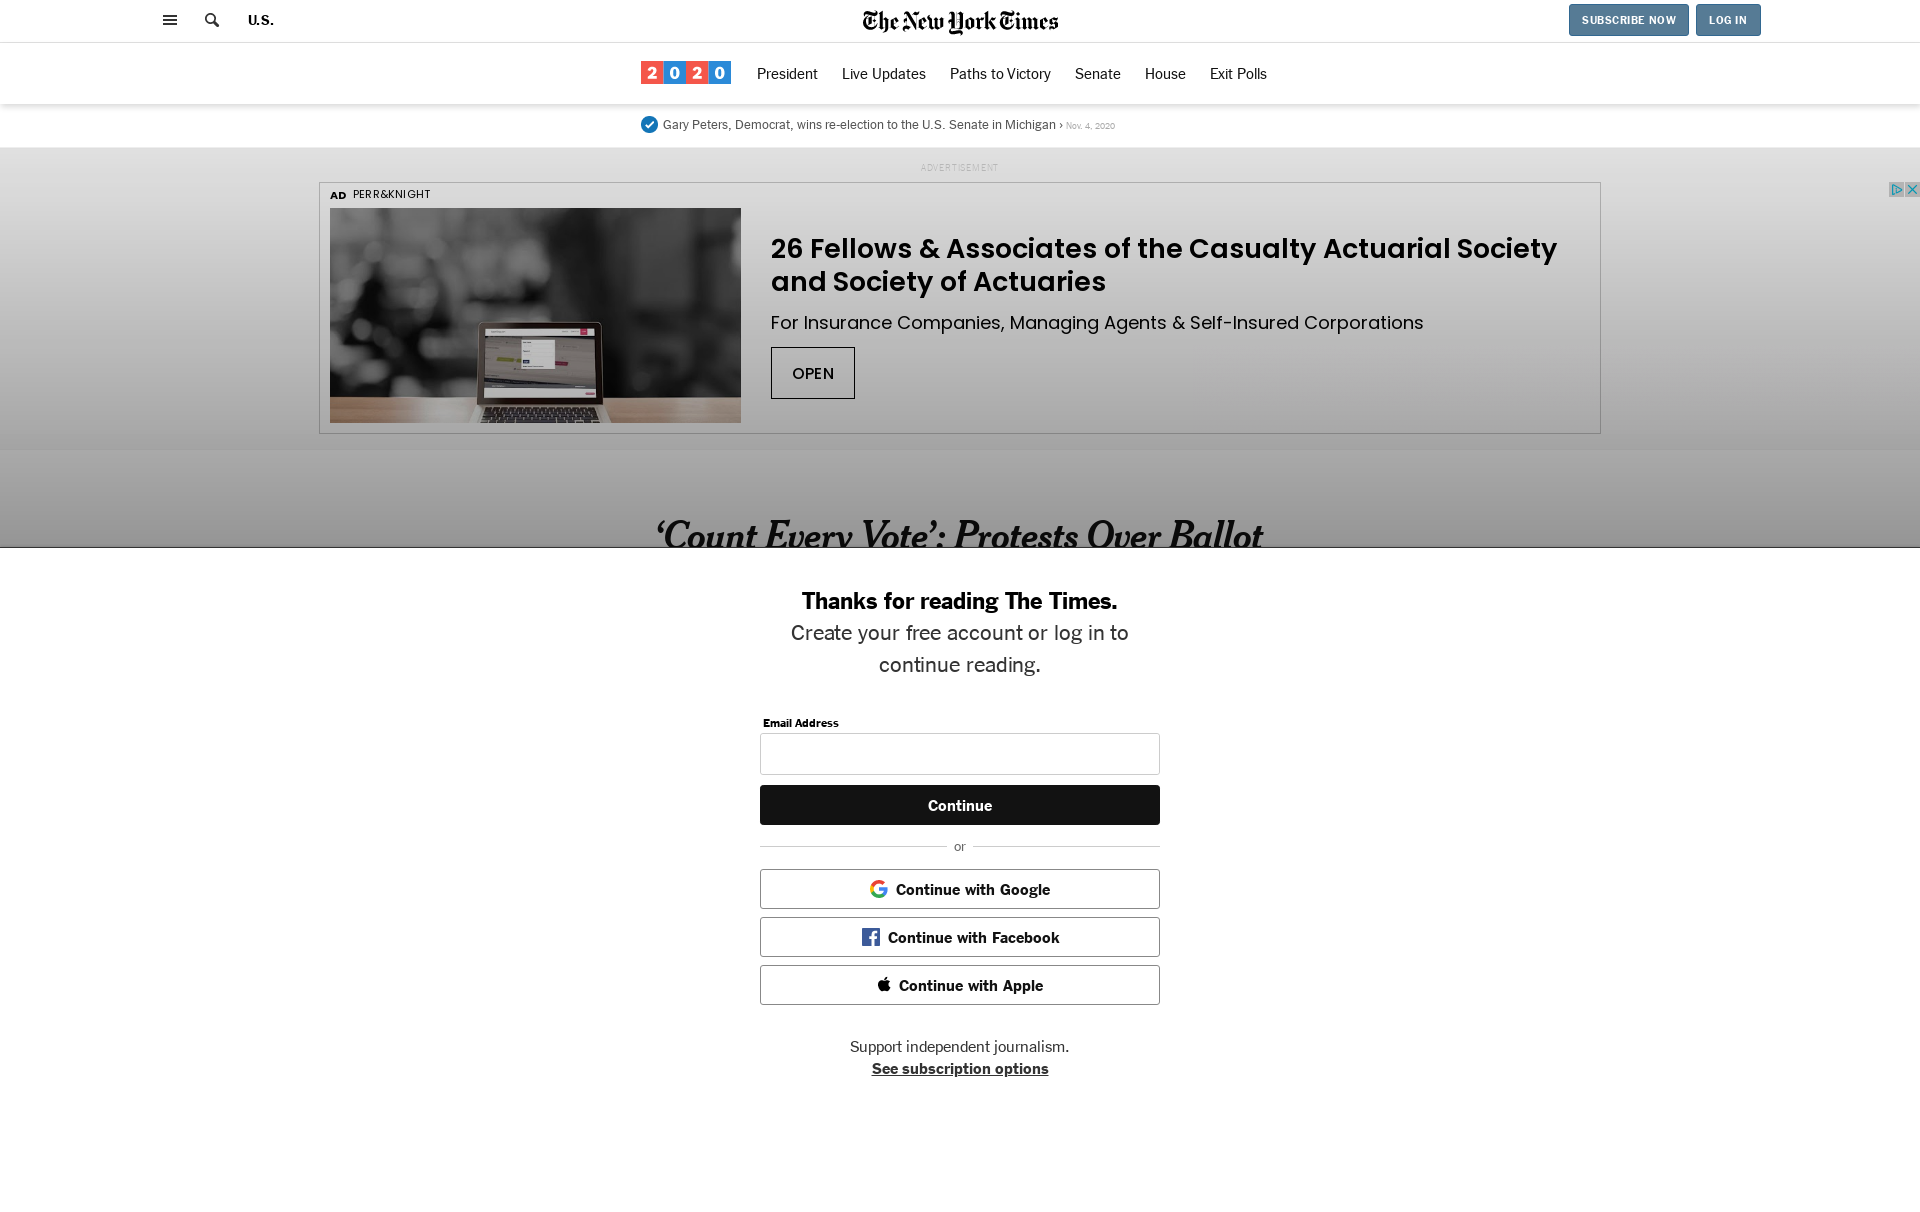 U.S.
The New York Times
SUBSCRIBE NOW
LOG IN
2020
President
Live Updates
Paths to Victory
Senate
House
Exit Polls
Gary Peters, Democrat, wins re-election to the U.S. Senate in Michigan › Nov. 4, 2020
ADVERTISEMENT
AD PERR&KNIGHT
26 Fellows & Associates of the Casualty Actuarial Society
and Society of Actuaries
For Insurance Companies, Managing Agents & Self-Insured Corporations
OPEN
‘Count Every Vote’: Protests Over Ballot
Thanks for reading The Times.
Create your free account or log in to
continue reading.
Email Address
Continue
or
Continue with Google
Continue with Facebook
Continue with Apple
Support independent journalism.
See subscription options